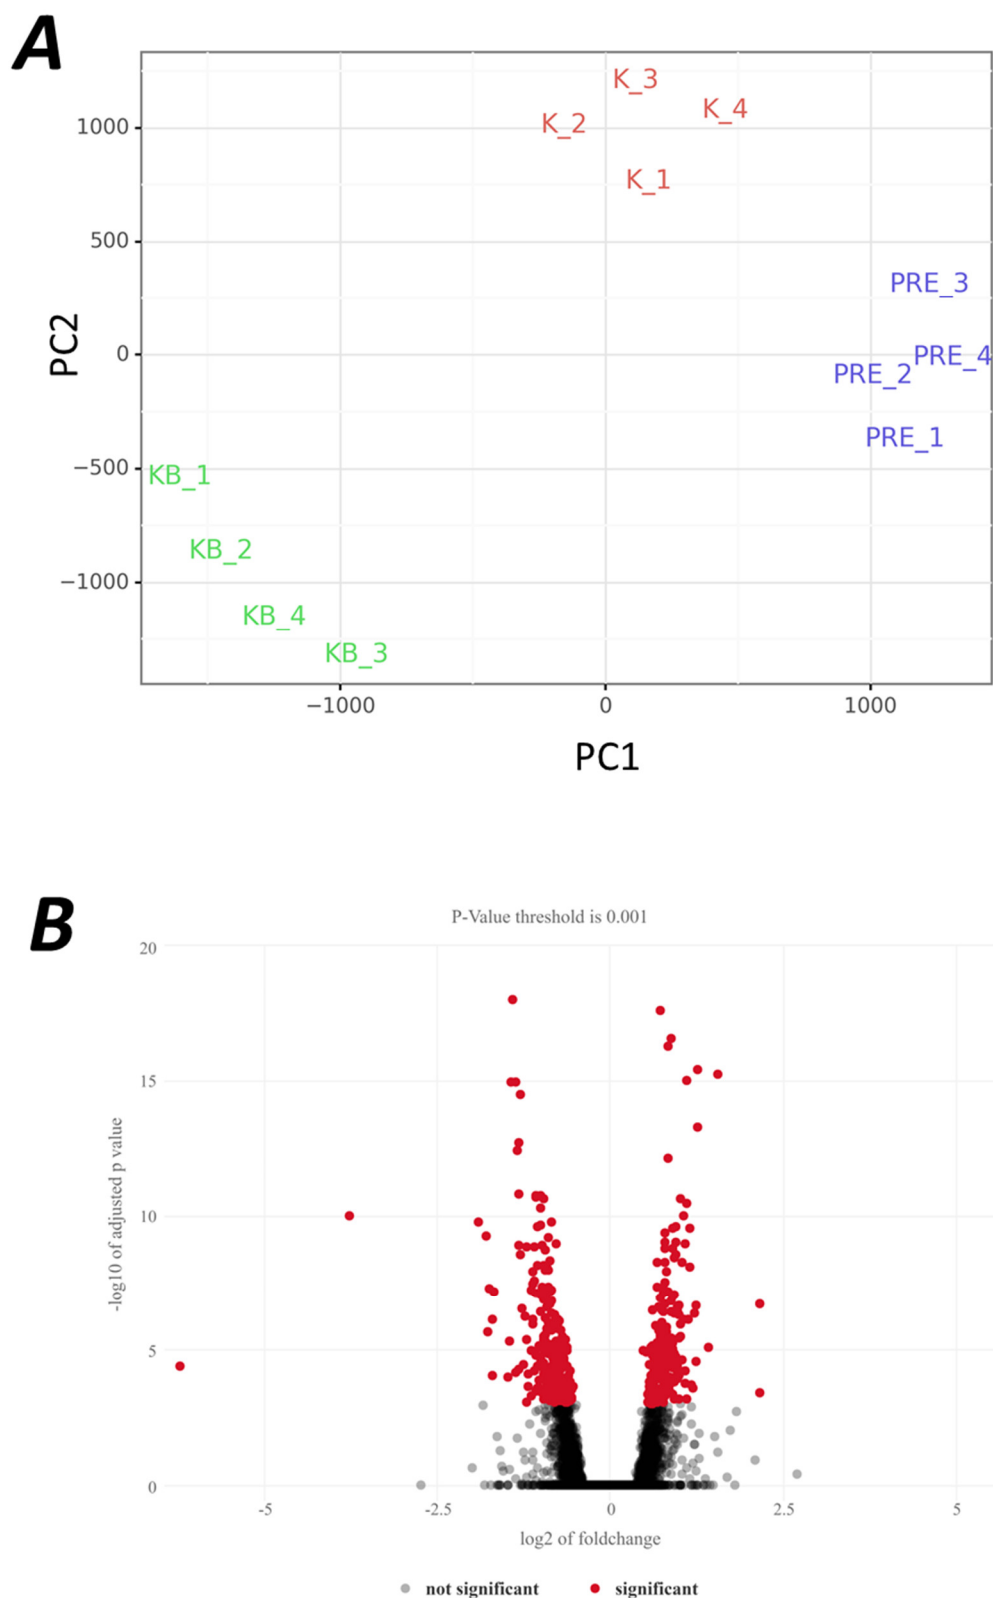 A
K_3
K_4
K_2
1000
K_1
500
PRE_3
PC2
0
PRE_4
PRE_2
PRE_1
−500
KB_1
KB_2
−1000
KB_4
KB_3
−1000 0 1000
PC1
B
P-Value threshold is 0.001
20
15
-log10 of adjusted p value
10
5
0
-5 -2.5 0 2.5 5
log2 of foldchange
not significant significant